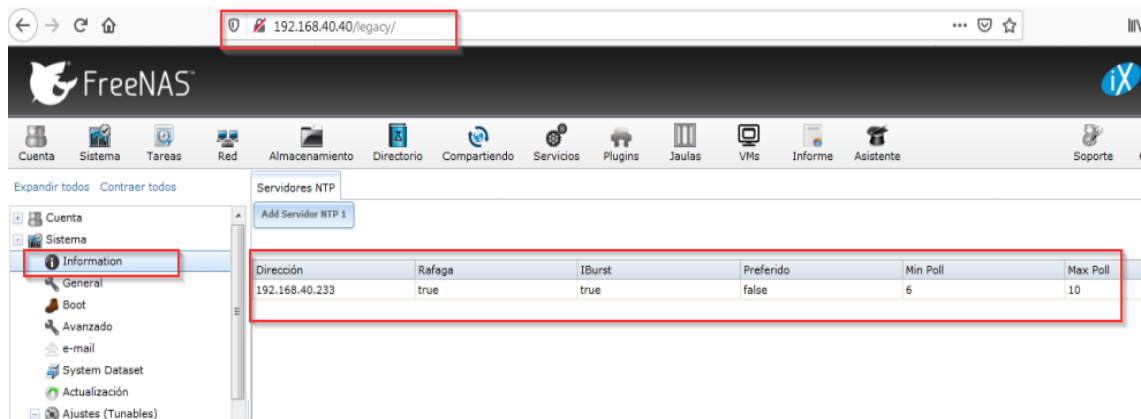 192.168.40.40/legacy/
FreeNAS
iX
Cuenta Sistema Tareas Red Almacenamiento Directorio Compartiendo Servicios Plugins Jaulas VMs Informe Asistente Soporte
Expandir todos Contraer todos
Servidores NTP
Cuenta
Add Servidor NTP 1
Sistema
Information
Dirección Rafaga IBurst Preferido Min Poll Max Poll
General
192.168.40.233 true true false 6 10
Boot
Avanzado
e-mail
System Dataset
Actualización
Ajustes (Tunables)